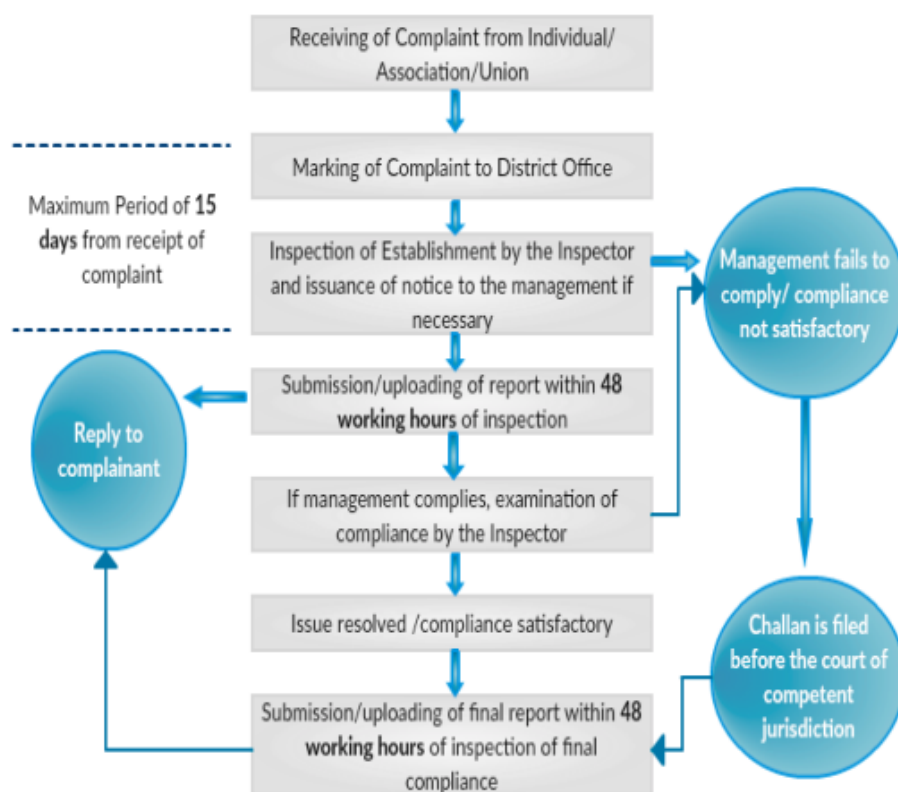 Receiving of Complaint from Individual/
Association/Union
Marking of Complaint to District Office
Maximum Period of 15
days from receipt of
complaint
Inspection of Establishment by the Inspector
and issuance of notice to the management if
necessary
Management fails to
comply/ compliance
not satisfactory
Submission/uploading of report within 48
working hours of inspection
Reply to
complainant
If management complies, examination of
compliance by the Inspector
Issue resolved /compliance satisfactory
Challan is filed
before the court of
competent
jurisdiction
Submission/uploading of final report within 48
working hours of inspection of final
compliance